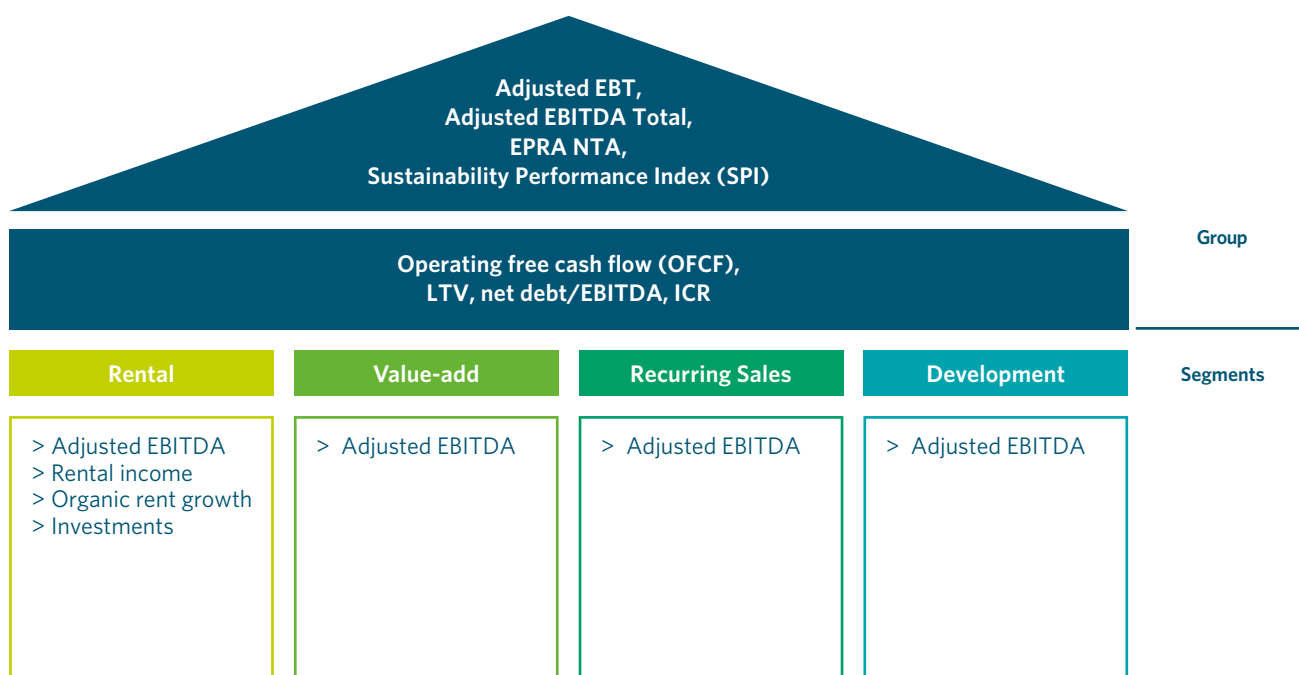 Adjusted EBT,
Adjusted EBITDA Total,
EPRA NTA,
Sustainability Performance Index (SPI)
Group
Operating free cash flow (OFCF),
LTV, net debt/EBITDA, ICR
Rental
Value-add
Recurring Sales
Development
Segments
> Adjusted EBITDA
> Rental income
> Organic rent growth
> Investments
> Adjusted EBITDA
> Adjusted EBITDA
> Adjusted EBITDA